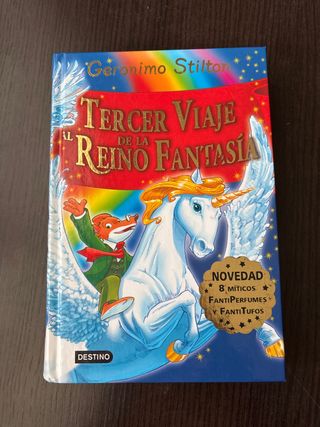 Geronimo Stilton
TERCER VIAJE
AL DE LA
REINO FANTASÍA
NOVEDAD
8 MÍTICOS
FANTIPERFUMES
Y FANTITUFOS
DESTINO